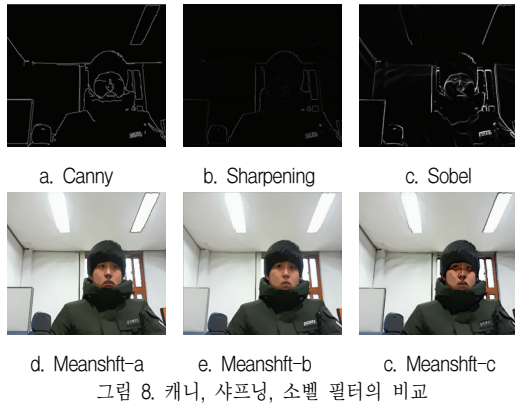 a. Canny b. Sharpening c. Sobel
d. Meanshft-a e. Meanshft-b c. Meanshft-c
그림 8. 캐니, 샤프닝, 소벨 필터의 비교